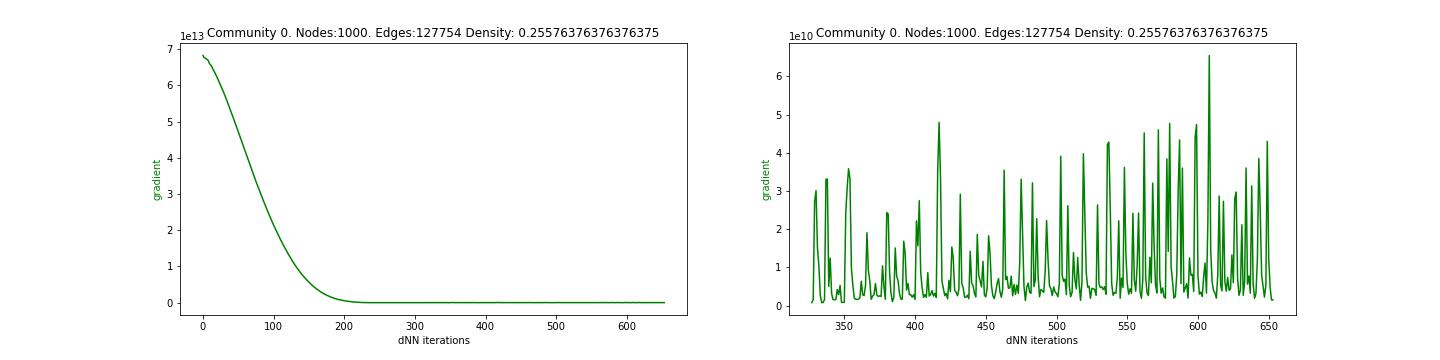 Community 0. Nodes:1000. Edges:127754 Density: 0.25576376376376375
1e13
7
6
5
4
3
2
1
0
gradient
0 100 200 300 400 500 600
dNN iterations
Community 0. Nodes:1000. Edges:127754 Density: 0.25576376376376375
1e10
6
5
4
3
2
1
0
gradient
350 400 450 500 550 600 650
dNN iterations